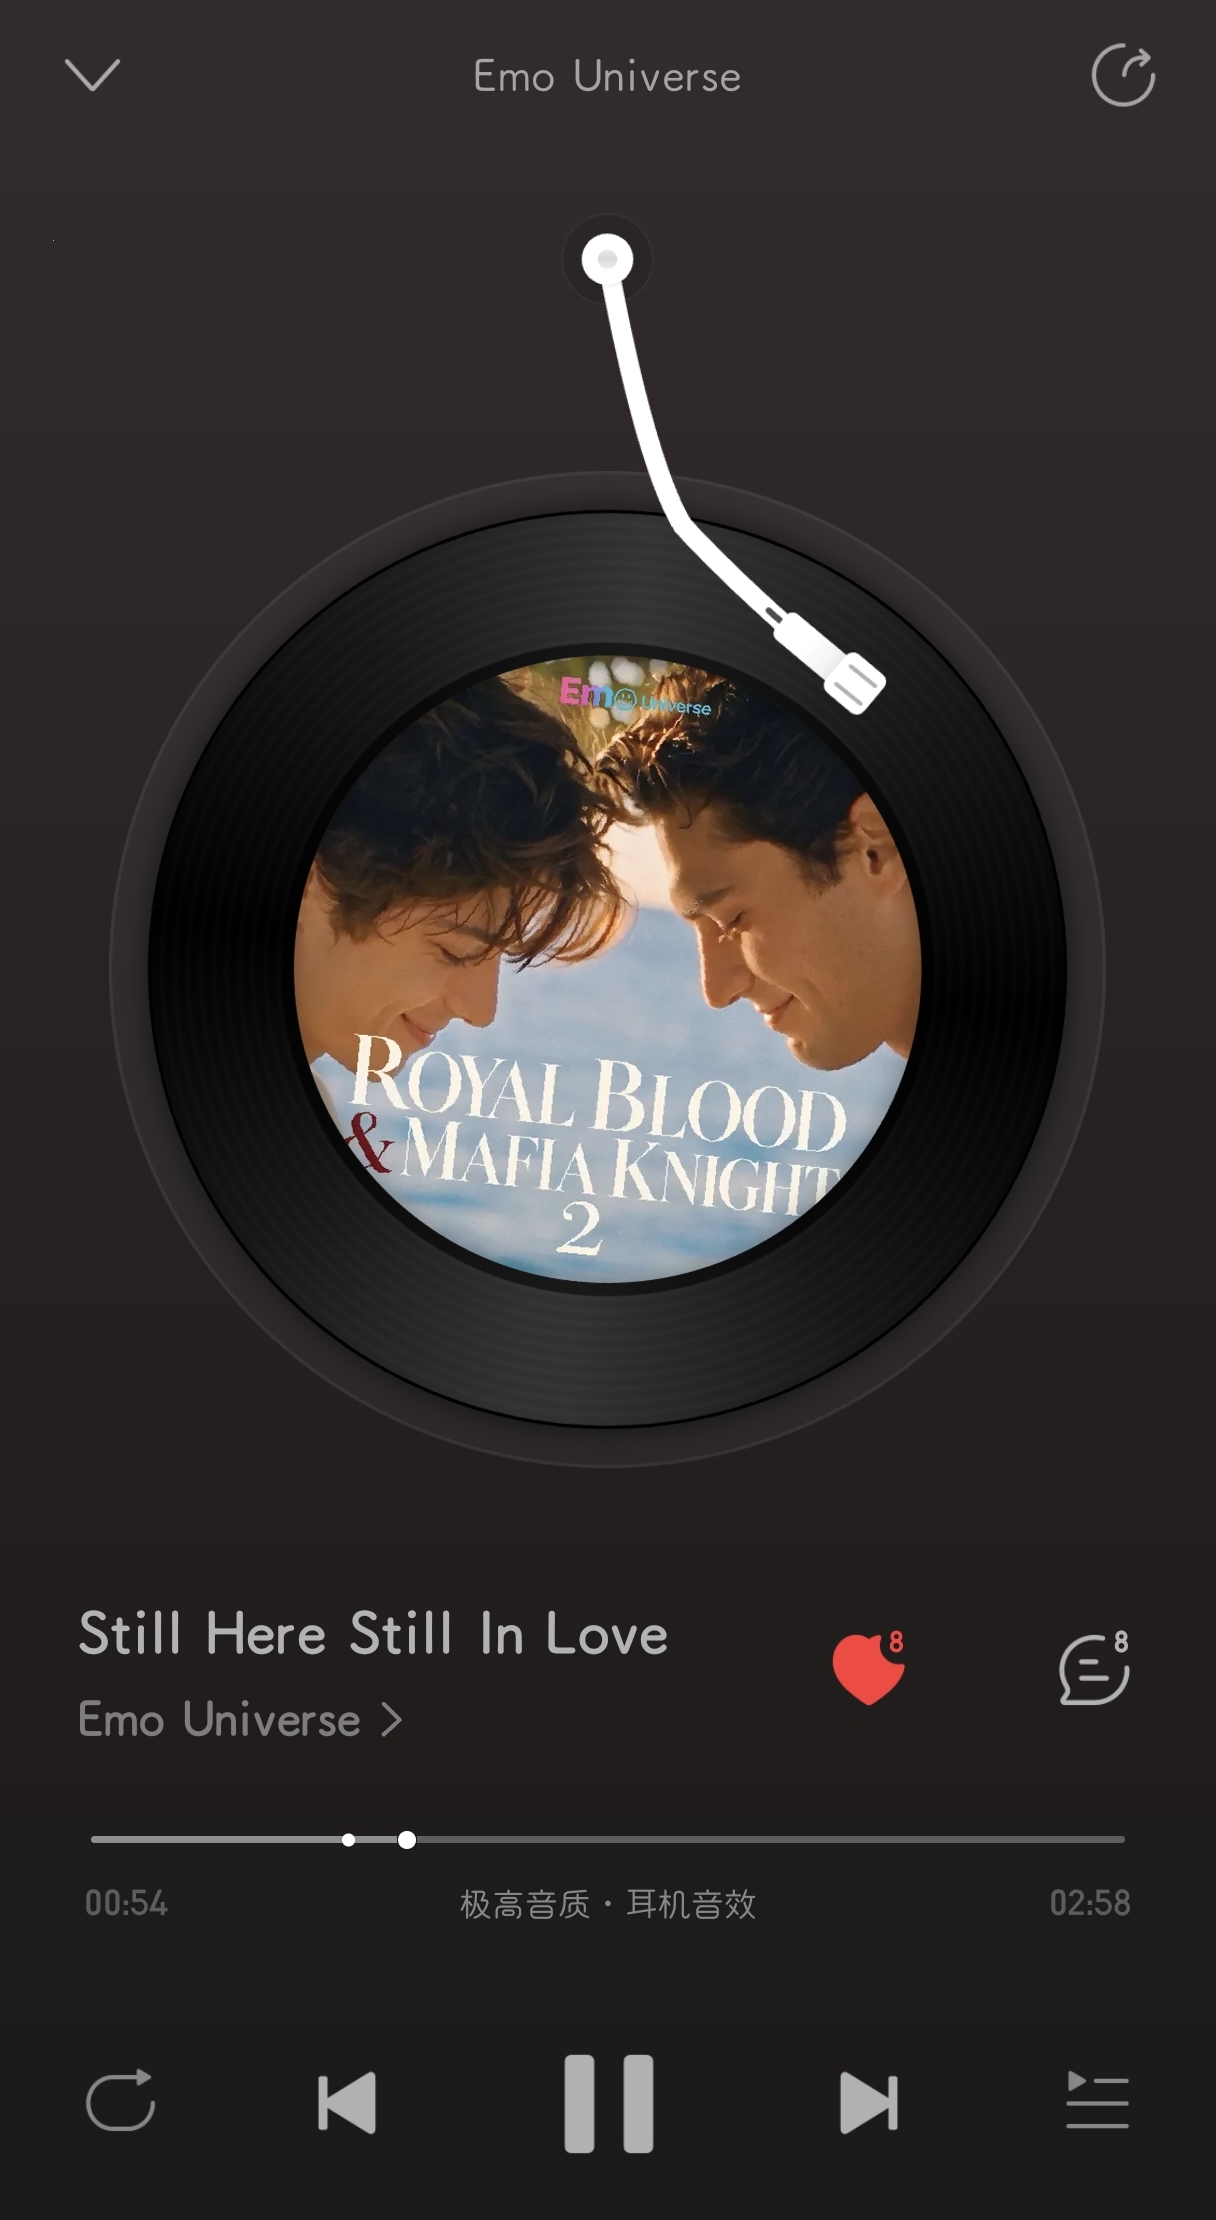 Emo Universe
Emo Universe
ROYAL BLOOD
& MAFIA KNIGHT
2
Still Here Still In Love
8
8
Emo Universe
00:54
极高音质・耳机音效
02:58